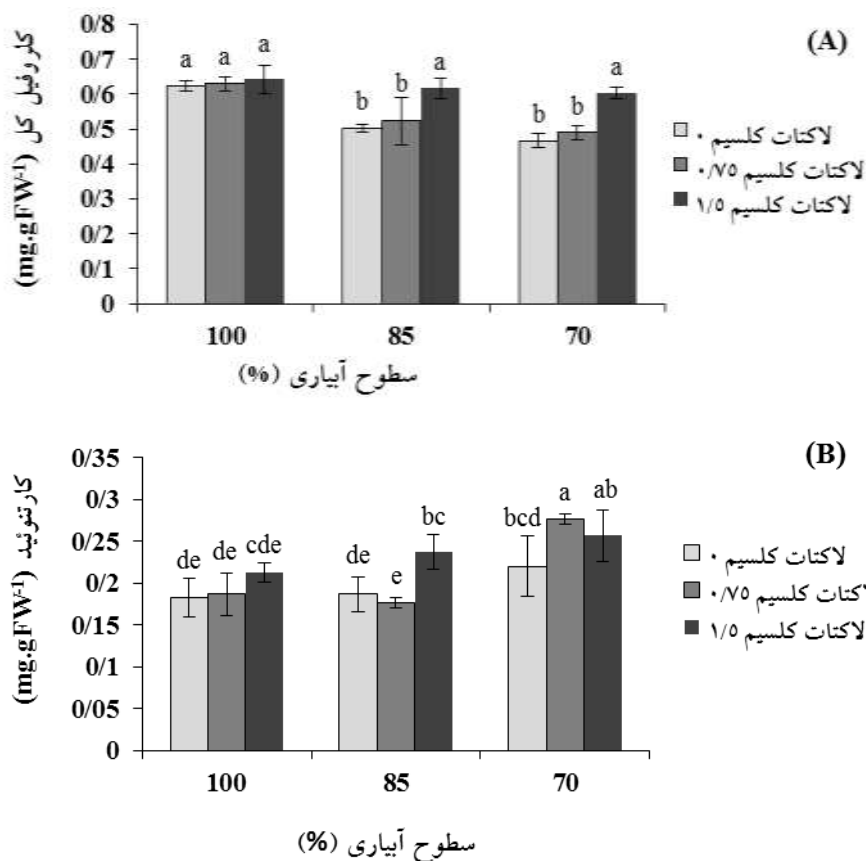 (A)
کلروفیل کل (mg.gFW⁻¹)
0/8
0/7
0/6
0/5
0/4
0/3
0/2
0/1
0
a a a
b b a
b b a
100 85 70
سطوح آبیاری (%)
لاکتات کلسیم ۰
لاکتات کلسیم ۰/۷۵
لاکتات کلسیم ۱/۵
(B)
کارتنوئید (mg.gFW⁻¹)
0/35
0/3
0/25
0/2
0/15
0/1
0/05
0
de de cde
de e bc
bcd a ab
100 85 70
سطوح آبیاری (%)
لاکتات کلسیم ۰
لاکتات کلسیم ۰/۷۵
لاکتات کلسیم ۱/۵